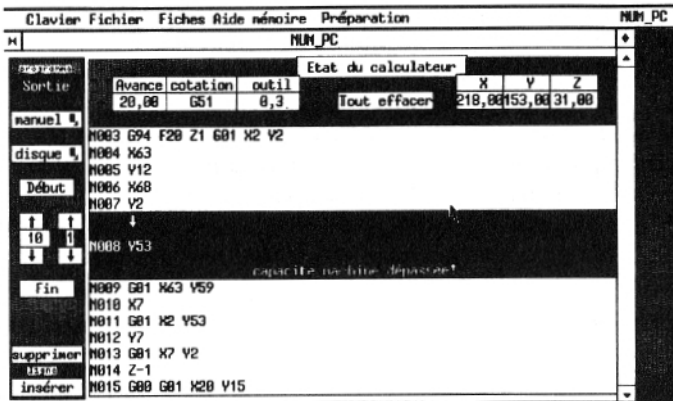 Clavier Fichier Fiches Aide mémoire Préparation NUM_PC
NUM_PC
programme
Sortie
manuel
disque
Début
10 1
Fin
supprimer
ligne
insérer
Etat du calculateur
Avance cotation outil
20,00 G51 0,3
Tout effacer
X Y Z
218,00 153,00 31,00
N003 G94 F20 Z1 G01 X2 Y2
N004 X63
N005 Y12
N006 X68
N007 Y2
N008 Y53
capacite machine dépassée!
N009 G01 X63 Y59
N010 X7
N011 G01 X2 Y53
N012 Y7
N013 G01 X7 Y2
N014 Z-1
N015 G00 G01 X20 Y15